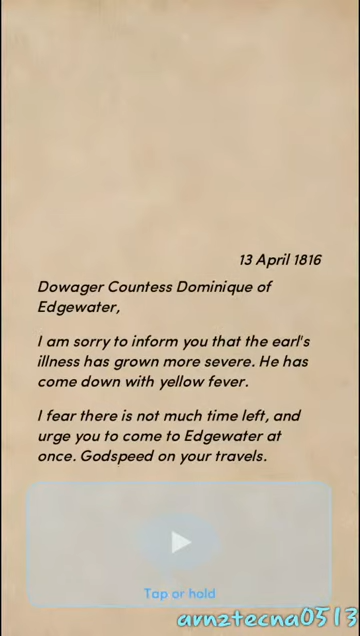 13 April 1816
Dowager Countess Dominique of
Edgewater,
I am sorry to inform you that the earl's
illness has grown more severe. He has
come down with yellow fever.
I fear there is not much time left, and
urge you to come to Edgewater at
once. Godspeed on your travels.
Tap or hold
arnztecna0513